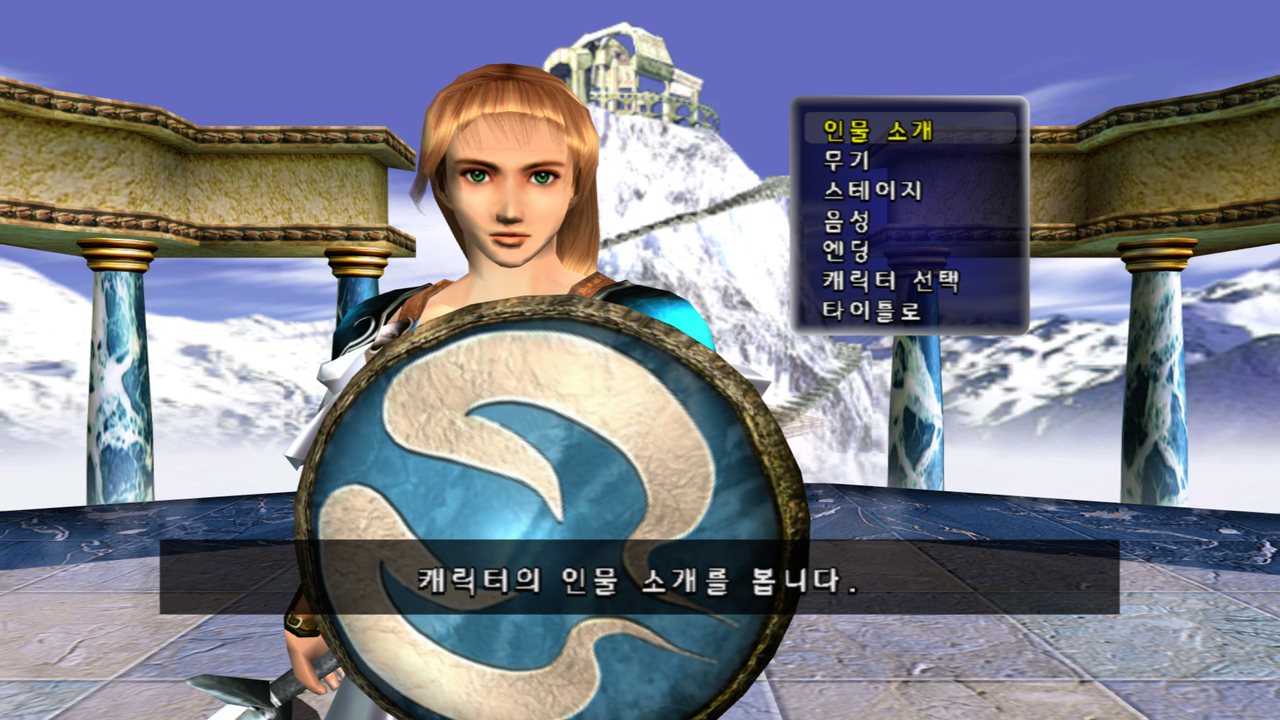 인물 소개
무기
스테이지
음성
엔딩
캐릭터 선택
타이틀로
캐릭터의 인물 소개를 봅니다.